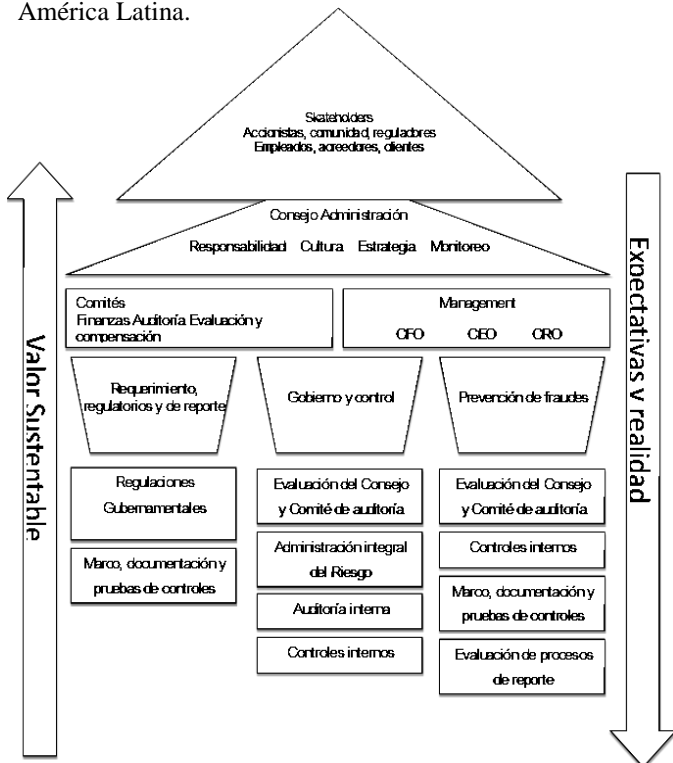 América Latina.
Skateholders
Accionistas, comunidad, reguladores
Empleados, acreedores, clientes
Consejo Administración
Responsabilidad Cultura Estrategia Monitoreo
Comités
Finanzas Auditoría Evaluación y
compensación
Management
CFO CEO CRO
Requerimiento,
regulatorios y de reporte
Gobierno y control
Prevención de fraudes
Regulaciones
Gubernamentales
Marco, documentación y
pruebas de controles
Evaluación del Consejo
y Comité de auditoría
Administración integral
del Riesgo
Auditoría interna
Controles internos
Evaluación del Consejo
y Comité de auditoría
Controles internos
Marco, documentación y
pruebas de controles
Evaluación de procesos
de reporte
Valor Sustentable
Expectativas y realidad